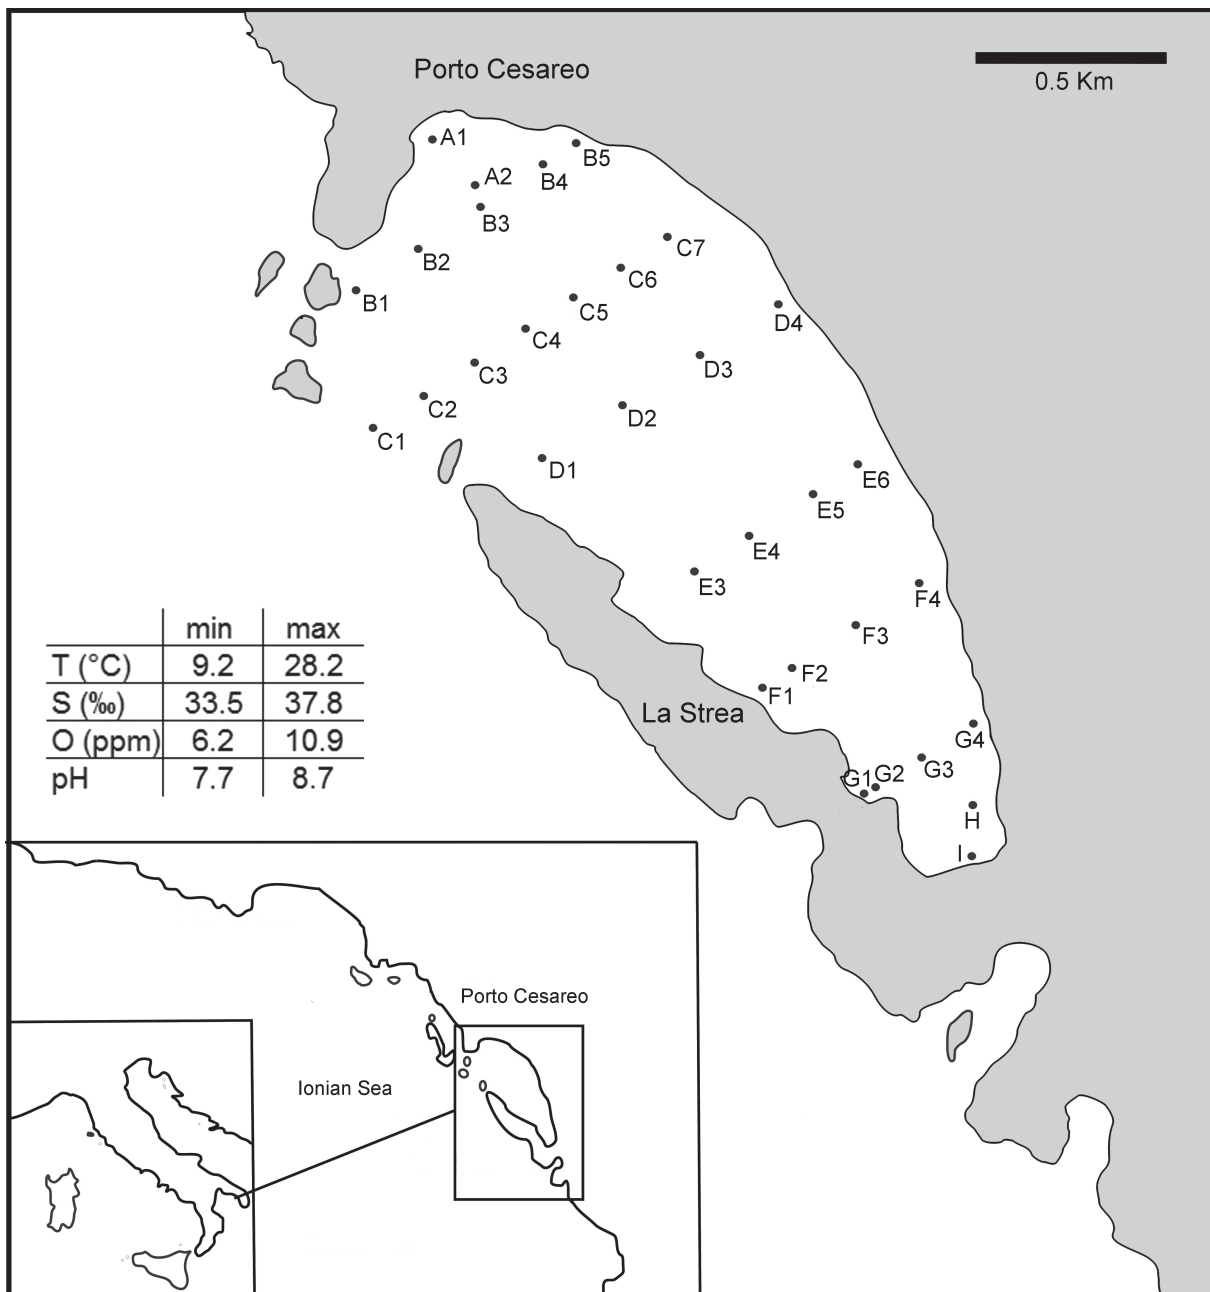 Porto Cesareo
0.5 Km
A1
B5
A2
B4
B3
C7
B2
C6
B1
C5
D4
C4
D3
C3
C2
D2
C1
D1
E6
E5
E4
E3
F4
F3
F2
F1
La Strea
G4
G3
G1
G2
H
I
min max
T (°C) 9.2 28.2
S (‰) 33.5 37.8
O (ppm) 6.2 10.9
pH 7.7 8.7
Porto Cesareo
Ionian Sea